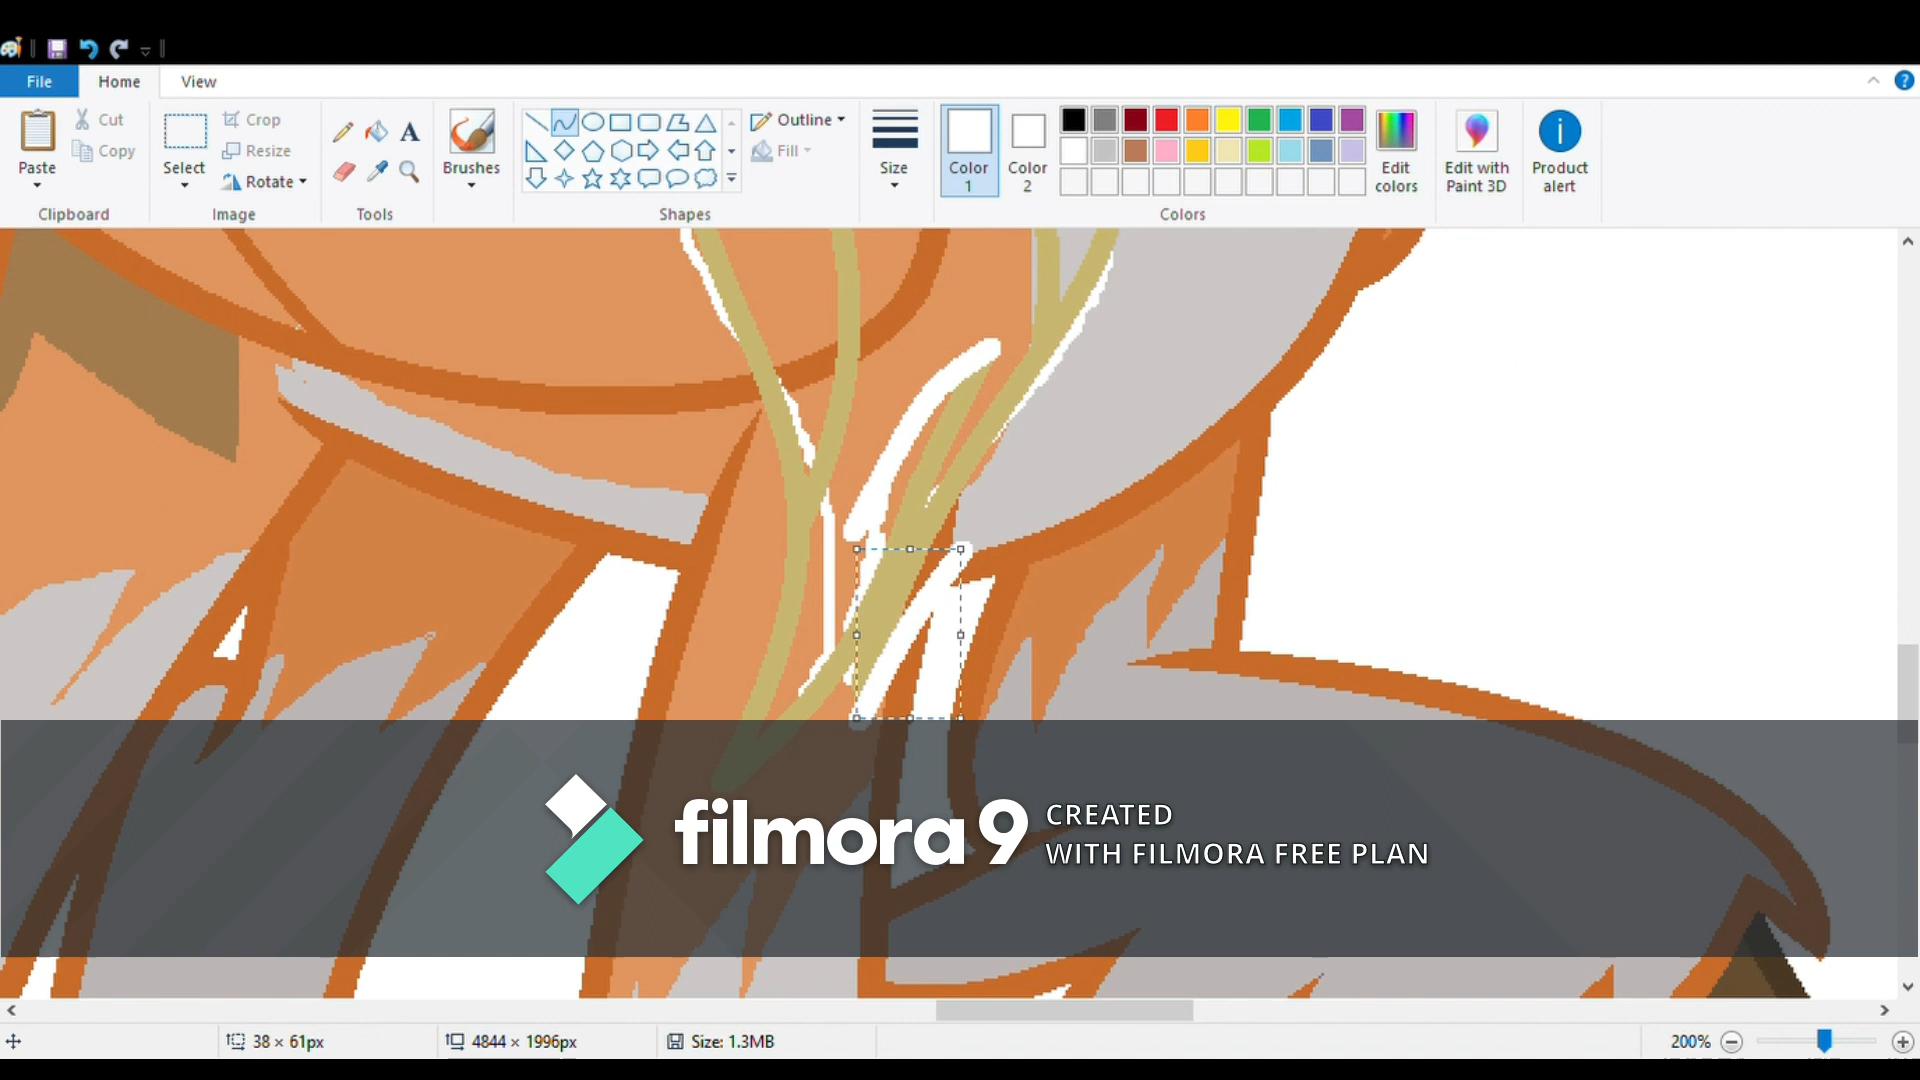 File Home View
Paste
Cut
Copy
Clipboard
Select
Crop
Resize
Rotate
Image
A
Tools
Brushes
Outline
Fill
Shapes
Size
Color
1
Color
2
Edit
colors
Colors
Edit with
Paint 3D
Product
alert
filmora 9
CREATED
WITH FILMORA FREE PLAN
38 × 61px
4844 × 1996px
Size: 1.3MB
200%